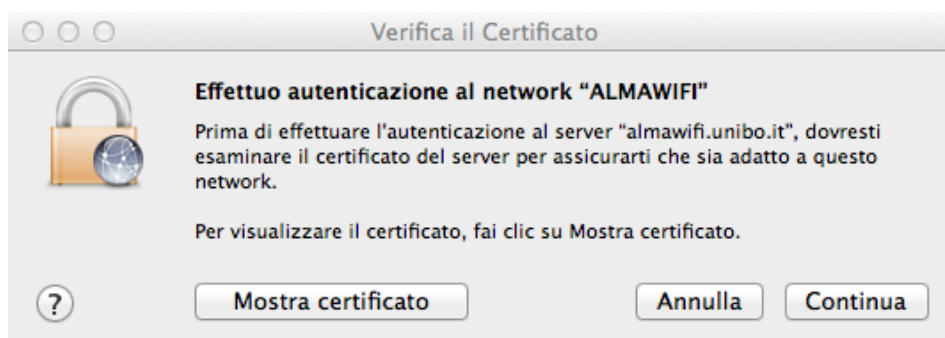 Verifica il Certificato
Effettuo autenticazione al network “ALMAWIFI”
Prima di effettuare l'autenticazione al server “almawifi.unibo.it”, dovresti
esaminare il certificato del server per assicurarti che sia adatto a questo
network.
Per visualizzare il certificato, fai clic su Mostra certificato.
?
Mostra certificato
Annulla
Continua